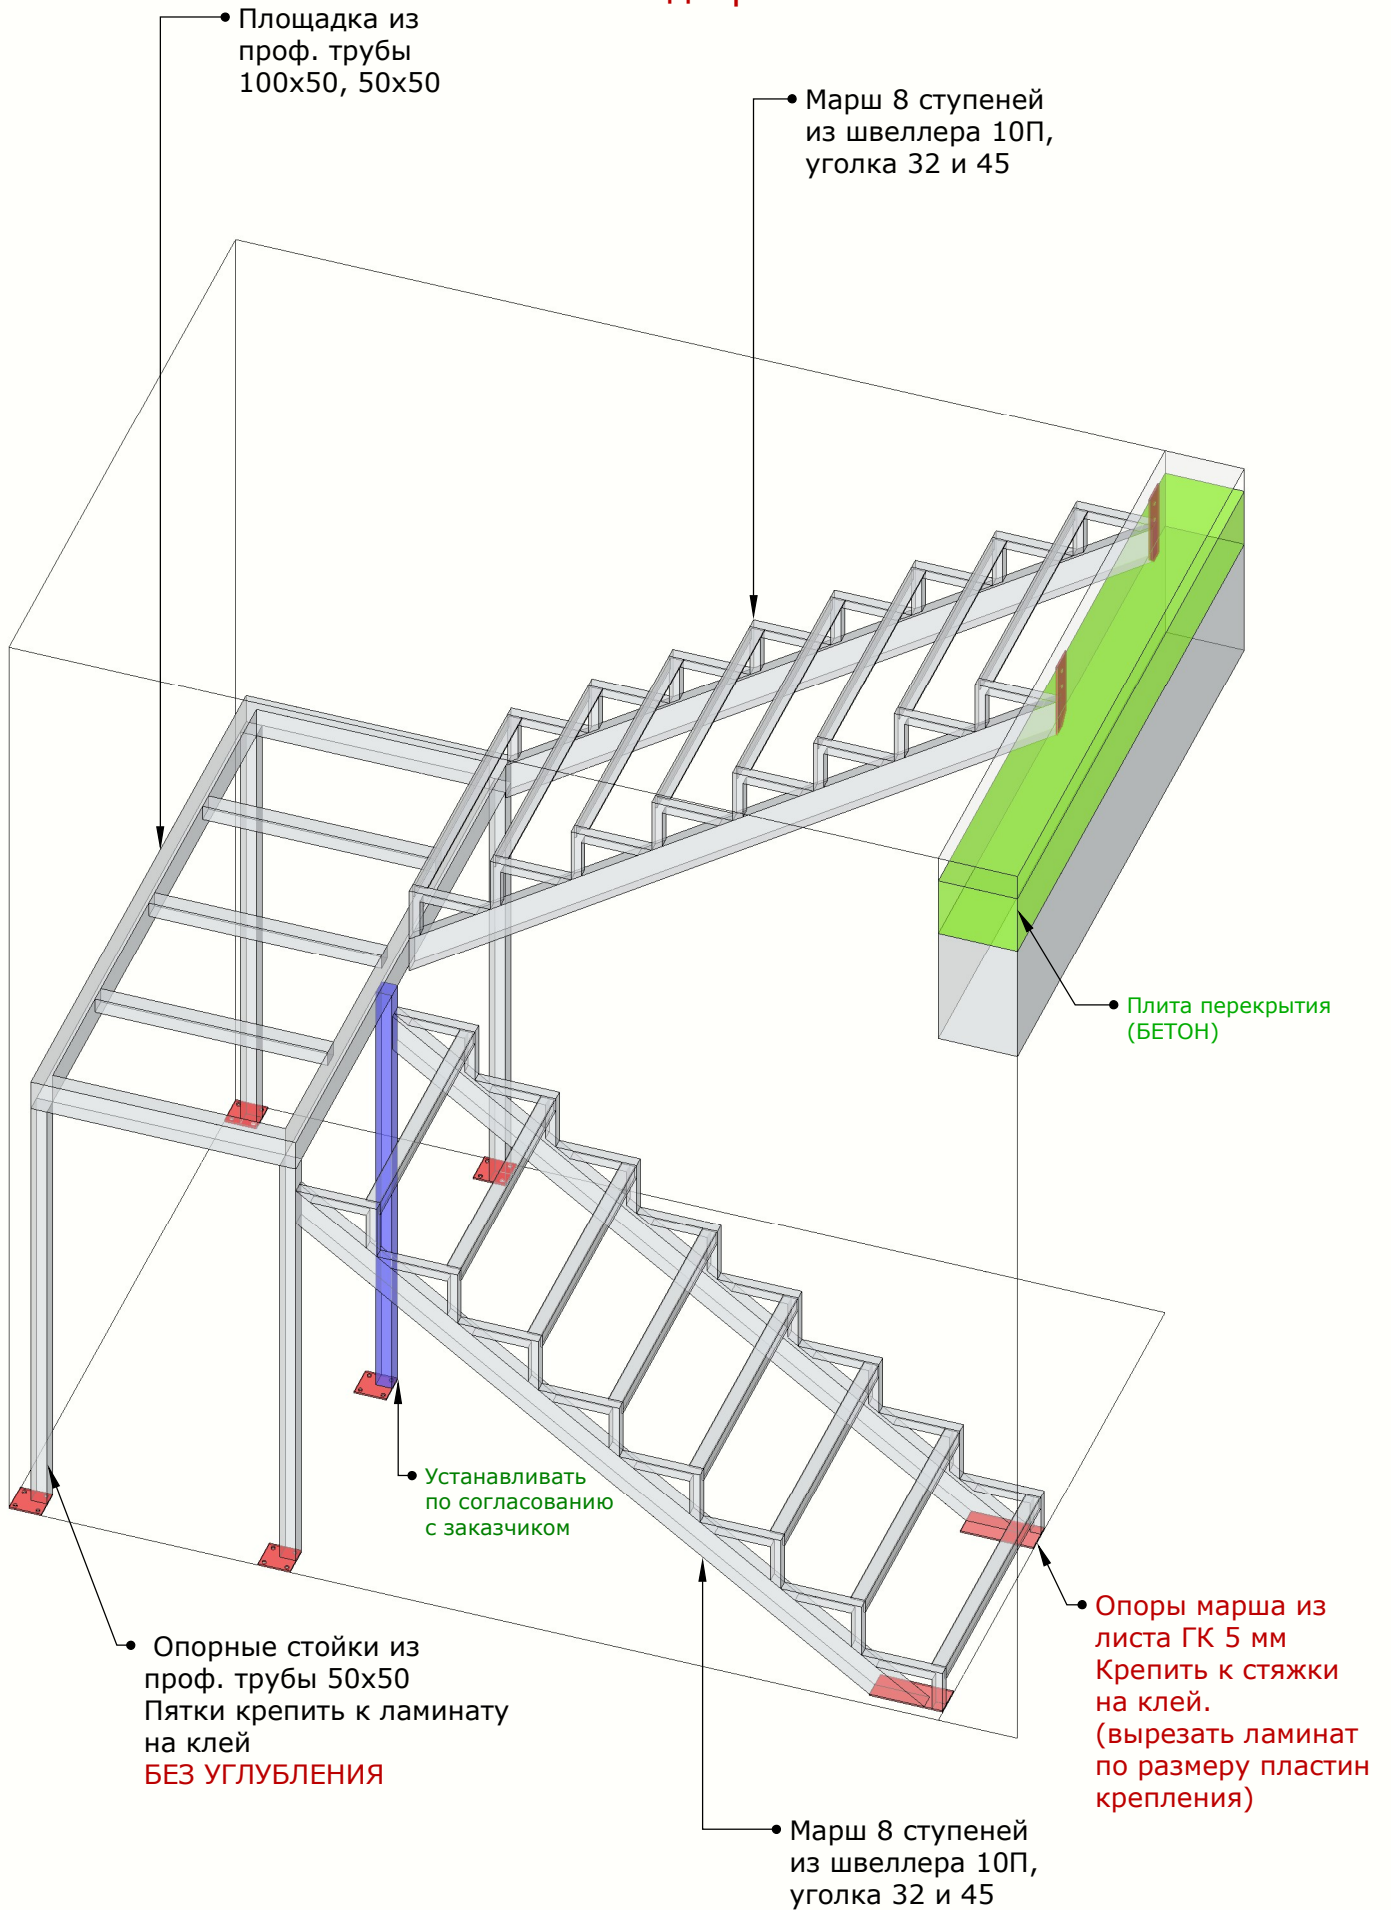 Площадка из
проф. трубы
100х50, 50х50
Марш 8 ступеней
из швеллера 10П,
уголка 32 и 45
Плита перекрытия
(БЕТОН)
Устанавливать
по согласованию
с заказчиком
Опорные стойки из
проф. трубы 50х50
Пятки крепить к ламинату
на клей
БЕЗ УГЛУБЛЕНИЯ
Опоры марша из
листа ГК 5 мм
Крепить к стяжки
на клей.
(вырезать ламинат
по размеру пластин
крепления)
Марш 8 ступеней
из швеллера 10П,
уголка 32 и 45